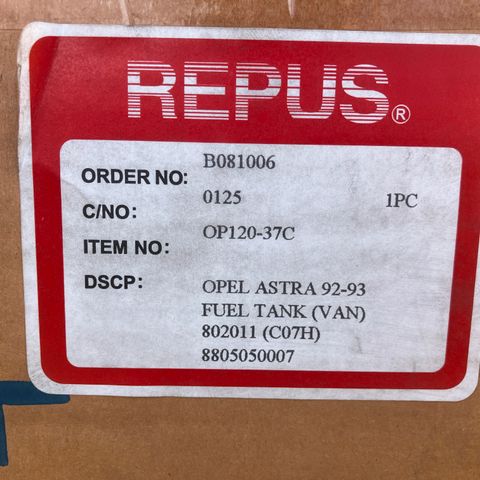 REPUS®
ORDER NO: B081006
C/NO: 0125 1PC
ITEM NO: OP120-37C
DSCP: OPEL ASTRA 92-93
FUEL TANK (VAN)
802011 (C07H)
8805050007